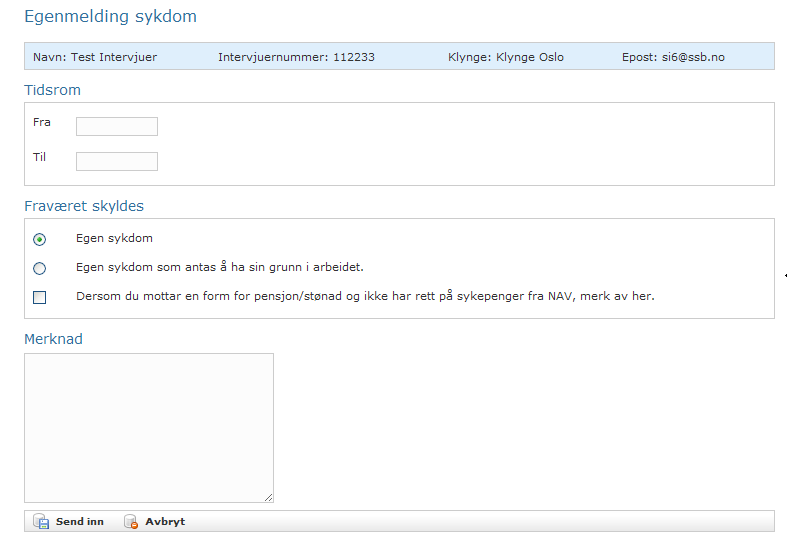 Egenmelding sykdom
Navn: Test Intervjuer Intervjuernummer: 112233 Klynge: Klynge Oslo Epost: si6@ssb.no
Tidsrom
Fra
Til
Fraværet skyldes
Egen sykdom
Egen sykdom som antas å ha sin grunn i arbeidet.
Dersom du mottar en form for pensjon/stønad og ikke har rett på sykepenger fra NAV, merk av her.
Merknad
Send inn Avbryt